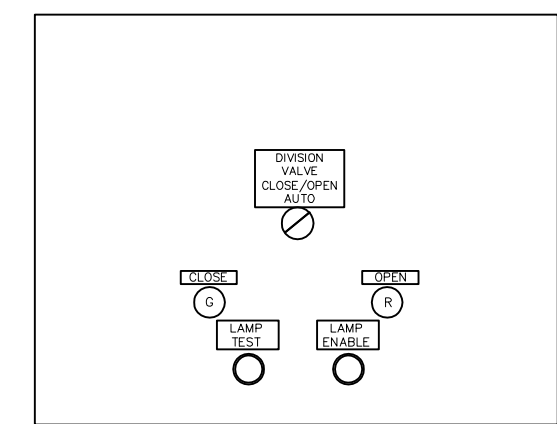 DIVISION
VALVE
CLOSE/OPEN
AUTO
CLOSE
OPEN
G
R
LAMP
TEST
LAMP
ENABLE